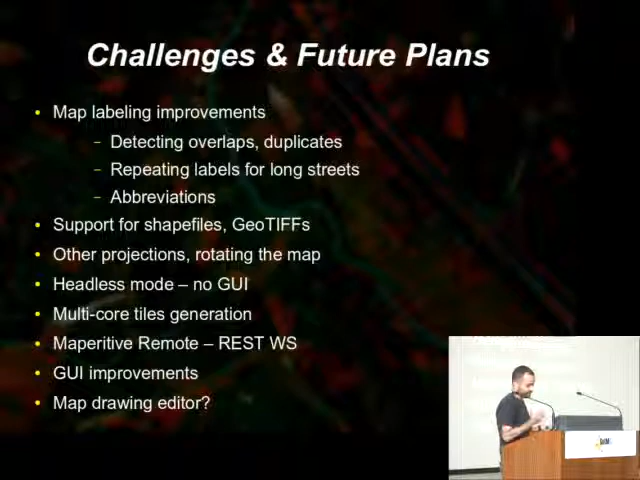 Challenges & Future Plans
• Map labeling improvements
– Detecting overlaps, duplicates
– Repeating labels for long streets
– Abbreviations
• Support for shapefiles, GeoTIFFs
• Other projections, rotating the map
• Headless mode – no GUI
• Multi-core tiles generation
• Maperitive Remote – REST WS
• GUI improvements
• Map drawing editor?